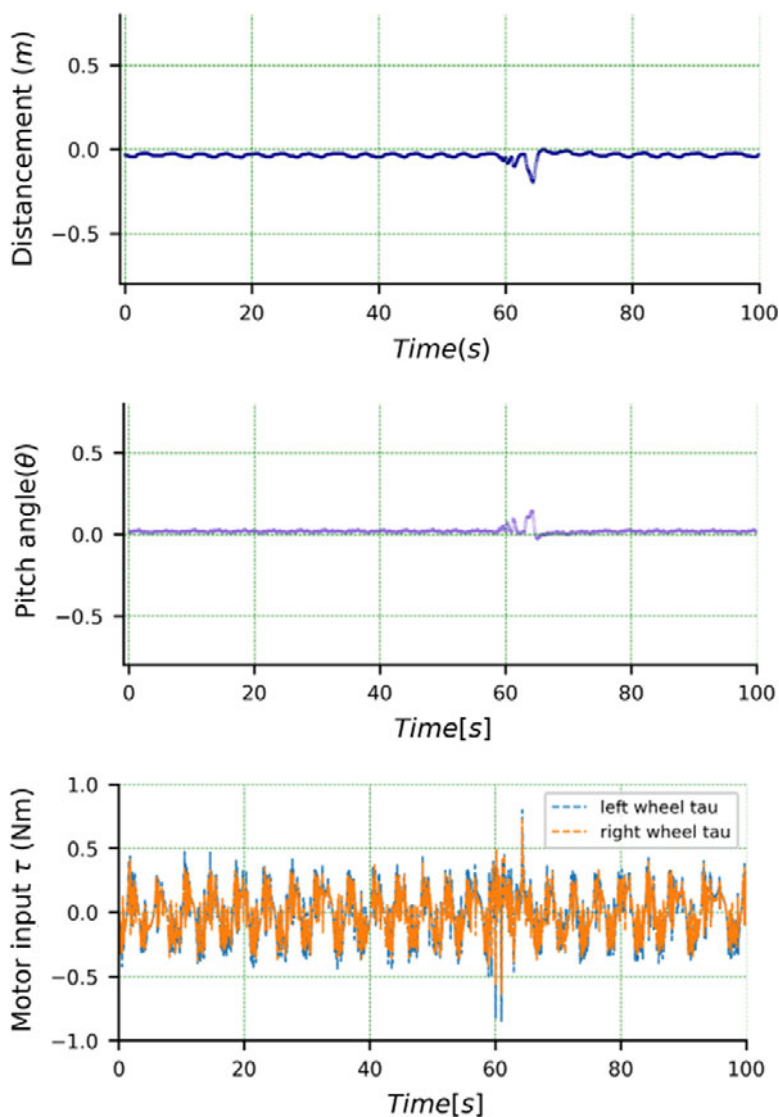 Distancement (m)
0.5
0.0
−0.5
0 20 40 60 80 100
Time(s)
Pitch angle(θ)
0.5
0.0
−0.5
0 20 40 60 80 100
Time[s]
Motor input τ (Nm)
1.0
0.5
0.0
−0.5
−1.0
left wheel tau
right wheel tau
0 20 40 60 80 100
Time[s]